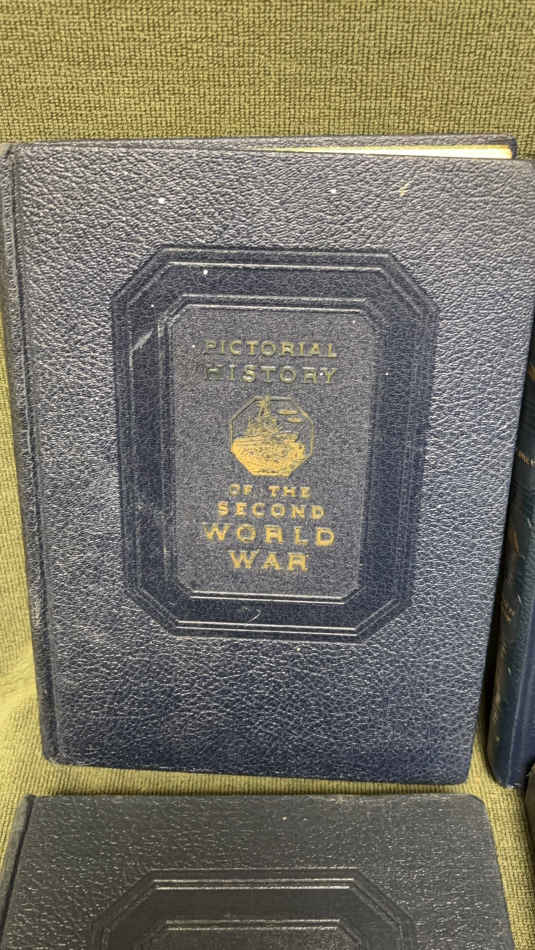 PICTORIAL
HISTORY
OF THE
SECOND
WORLD
WAR